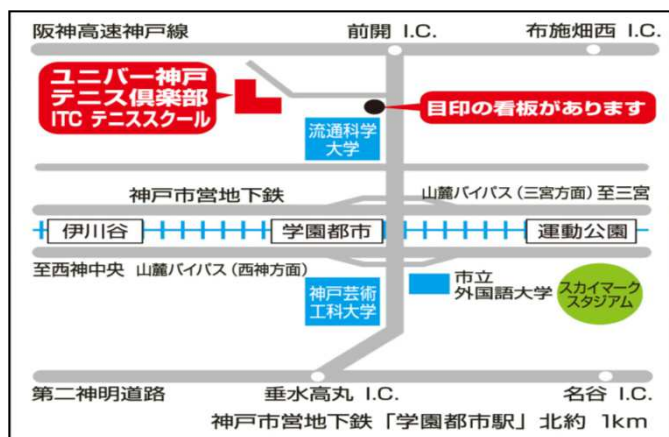 阪神高速神戸線
前開 I.C.
布施畑西 I.C.
ユニバー神戸
テニス倶楽部
ITC テニススクール
目印の看板があります
流通科学
大学
神戸市営地下鉄
山麓バイパス(三宮方面)至三宮
伊川谷
学園都市
運動公園
至西神中央 山麓バイパス(西神方面)
神戸芸術
工科大学
市立
外国語大学
スカイマーク
スタジアム
第二神明道路
垂水高丸 I.C.
名谷 I.C.
神戸市営地下鉄「学園都市駅」北約 1km